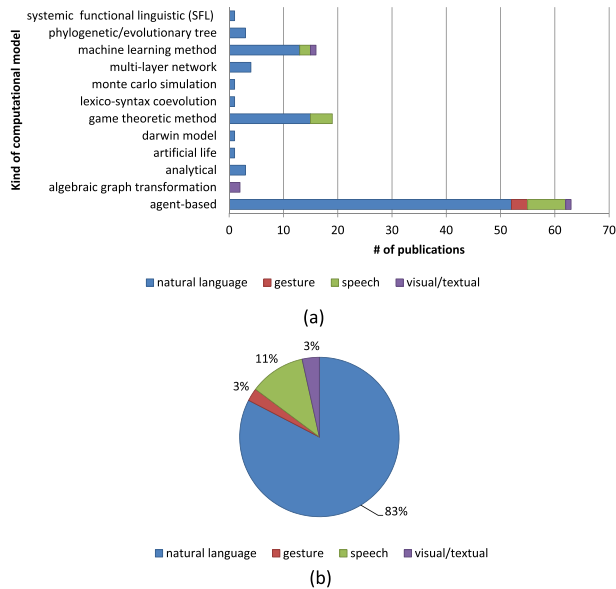 Kind of computational model
systemic functional linguistic (SFL)
phylogenetic/evolutionary tree
machine learning method
multi-layer network
monte carlo simulation
lexico-syntax coevolution
game theoretic method
darwin model
artificial life
analytical
algebraic graph transformation
agent-based
0 10 20 30 40 50 60 70
# of publications
natural language gesture speech visual/textual
(a)
3%
11%
3%
83%
natural language gesture speech visual/textual
(b)